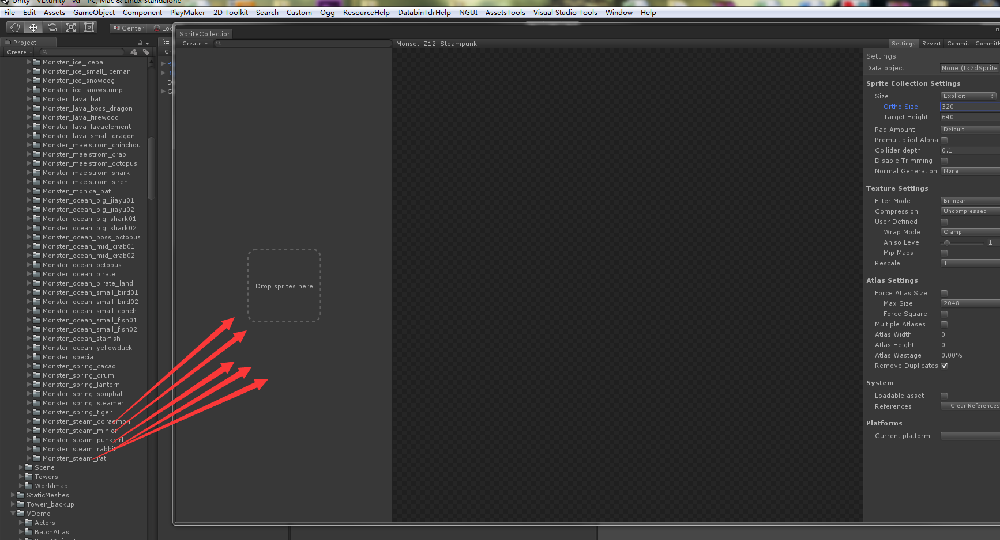 Unity - VD.unity - vd - PC, Mac & Linux Standalone
File Edit Assets GameObject Component PlayMaker 2D Toolkit Search Custom Ogg ResourceHelp DatabinTdrHelp NGUI AssetsTools Visual Studio Tools Window Help
Center Loc
Project
Create
Monster_ice_iceball
Monster_ice_small_iceman
Monster_ice_snowdog
Monster_ice_snowstump
Monster_lava_bat
Monster_lava_boss_dragon
Monster_lava_firewood
Monster_lava_lavaelement
Monster_lava_small_dragon
Monster_maelstrom_chinchou
Monster_maelstrom_crab
Monster_maelstrom_octopus
Monster_maelstrom_shark
Monster_maelstrom_siren
Monster_monica_bat
Monster_ocean_big_jiayu01
Monster_ocean_big_jiayu02
Monster_ocean_big_shark01
Monster_ocean_big_shark02
Monster_ocean_boss_octopus
Monster_ocean_mid_crab01
Monster_ocean_mid_crab02
Monster_ocean_octopus
Monster_ocean_pirate
Monster_ocean_pirate_land
Monster_ocean_small_bird01
Monster_ocean_small_bird02
Monster_ocean_small_conch
Monster_ocean_small_fish01
Monster_ocean_small_fish02
Monster_ocean_starfish
Monster_ocean_yellowduck
Monster_specia
Monster_spring_cacao
Monster_spring_drum
Monster_spring_lantern
Monster_spring_soupball
Monster_spring_steamer
Monster_spring_tiger
Monster_steam_doraemon
Monster_steam_minion
Monster_steam_punkgirl
Monster_steam_rabbit
Monster_steam_rat
Scene
Towers
Worldmap
StaticMeshes
Tower_backup
VDemo
Actors
BatchAtlas
Cr
B
B
D
G
SpriteCollection
Create
Monset_Z12_Steampunk
Settings Revert Commit Commit
Drop sprites here
Settings
Data object None (tk2dSprite
Sprite Collection Settings
Size Explicit
Ortho Size 320
Target Height 640
Pad Amount Default
Premultiplied Alpha
Collider depth 0.1
Disable Trimming
Normal Generation None
Texture Settings
Filter Mode Bilinear
Compression Uncompressed
User Defined
Wrap Mode Clamp
Aniso Level 1
Mip Maps
Rescale 1
Atlas Settings
Force Atlas Size
Max Size 2048
Force Square
Multiple Atlases
Atlas Width 0
Atlas Height 0
Atlas Wastage 0.00%
Remove Duplicates
System
Loadable asset
References Clear References
Platforms
Current platform